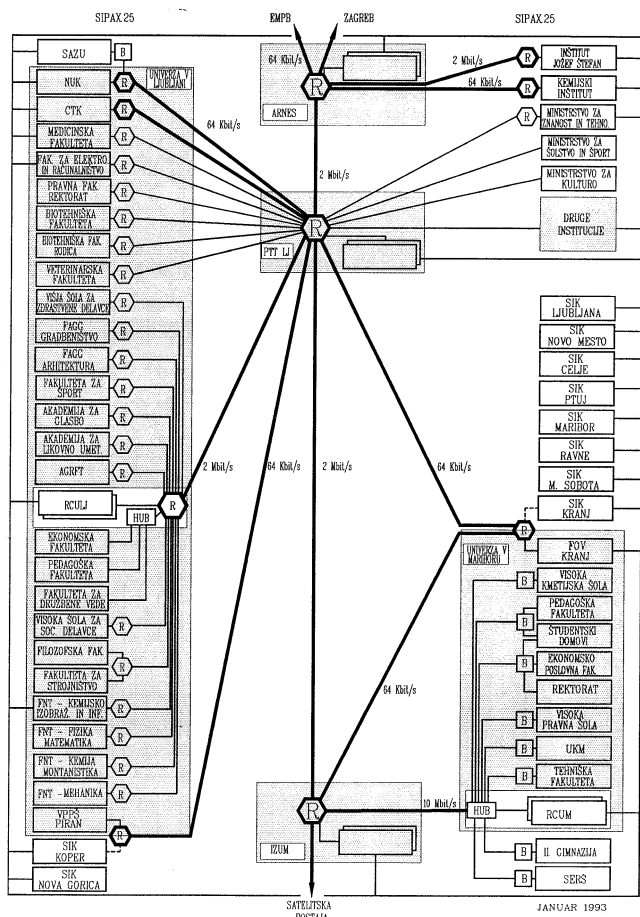 SIPAX.25
EMPB
ZAGREB
SIPAX.25
SAZU
B
NUK
R
UNIVERZA V
LJUBLJANI
CTK
R
MEDICINSKA
FAKULTETA
R
FAK. ZA ELEKTRO.
IN RAČUNALNIŠTVO
R
PRAVNA FAK.
REKTORAT
R
BIOTEHNIŠKA
FAKULTETA
R
BIOTEHNIŠKA FAK.
RODICA
R
VETERINARSKA
FAKULTETA
R
VIŠJA ŠOLA ZA
ZDRASTVENE DELAVCE
R
FAGG
GRADBENIŠTVO
R
FAGG
ARHITEKTURA
R
FAKULTETA ZA
ŠPORT
R
AKADEMIJA ZA
GLASBO
R
AKADEMIJA ZA
LIKOVNO UMET.
R
AGRFT
R
RCULJ
R
HUB
EKONOMSKA
FAKULTETA
PEDAGOŠKA
FAKULTETA
FAKULTETA ZA
DRUŽBENE VEDE
VISOKA ŠOLA ZA
SOC. DELAVCE
R
FILOZOFSKA FAK.
R
FAKULTETA ZA
STROJNIŠTVO
FNT - KEMIJSKO
IZOBRAŽ. IN INF.
R
FNT - FIZIKA
MATEMATIKA
R
FNT - KEMIJA
MONTANISTIKA
R
FNT - MEHANIKA
R
VPPŠ
PIRAN
R
SIK
KOPER
SIK
NOVA GORICA
64 Kbit/s
R
ARNES
2 Mbit/s
64 Kbit/s
64 Kbit/s
2 Mbit/s
R
PTT LJ
2 Mbit/s
64 Kbit/s
2 Mbit/s
64 Kbit/s
64 Kbit/s
R
IZUM
10 Mbit/s
SATELITSKA
POSTAJA
R
INŠTITUT
JOŽEF ŠTEFAN
R
KEMIJSKI
INŠTITUT
R
MINISTRSTVO ZA
ZNANOST IN TEHNO.
MINISTRSTVO ZA
ŠOLSTVO IN ŠPORT
MINISTRSTVO ZA
KULTURO
DRUGE
INSTITUCIJE
SIK
LJUBLJANA
SIK
NOVO MESTO
SIK
CELJE
SIK
PTUJ
SIK
MARIBOR
SIK
RAVNE
SIK
M. SOBOTA
SIK
KRANJ
R
FOV
KRANJ
UNIVERZA V
MARIBORU
B
VISOKA
KMETIJSKA ŠOLA
B
PEDAGOŠKA
FAKULTETA
B
ŠTUDENTSKI
DOMOVI
B
EKONOMSKO
POSLOVNA FAK.
REKTORAT
B
VISOKA
PRAVNA ŠOLA
B
UKM
B
TEHNIŠKA
FAKULTETA
HUB
RCUM
B
II. GIMNAZIJA
B
SERŠ
JANUAR 1993